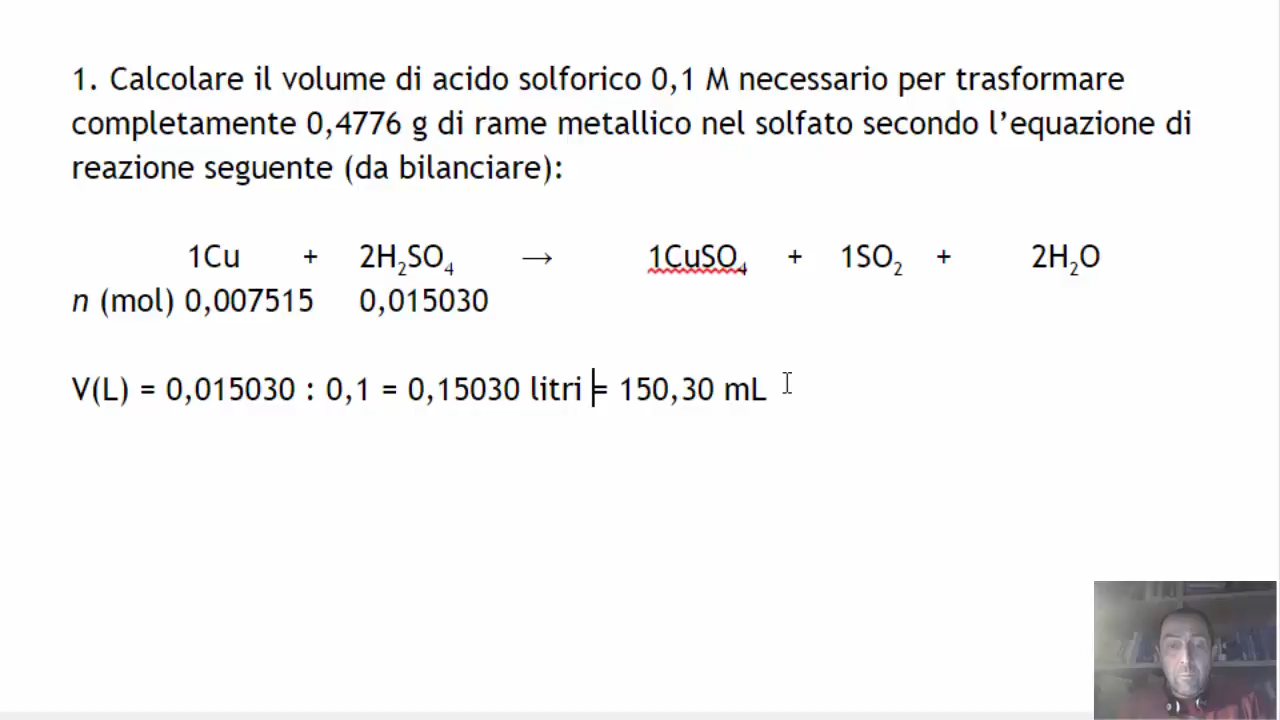 1. Calcolare il volume di acido solforico 0,1 M necessario per trasformare
completamente 0,4776 g di rame metallico nel solfato secondo l’equazione di
reazione seguente (da bilanciare):
1Cu + 2H₂SO₄ → 1CuSO₄ + 1SO₂ + 2H₂O
n (mol) 0,007515 0,015030
V(L) = 0,015030 : 0,1 = 0,15030 litri = 150,30 mL